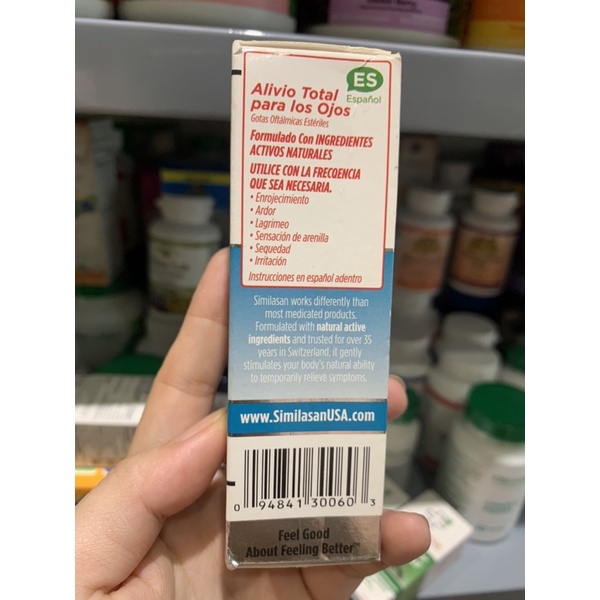 Alivio Total
para los Ojos
ES
Español
Gotas Oftálmicas Estériles
Formulado Con INGREDIENTES
ACTIVOS NATURALES
UTILICE CON LA FRECQENCIA
QUE SEA NECESARIA.
• Enrojecimiento
• Ardor
• Lagrimeo
• Sensación de arenilla
• Sequedad
• Irritación
Instrucciones en español adentro
Similasan works differently than
most medicated products.
Formulated with natural active
ingredients and trusted for over 35
years in Switzerland, it gently
stimulates your body's natural ability
to temporarily relieve symptoms.
www.SimilasanUSA.com
0 94841 30060 3
Feel Good
About Feeling Better™